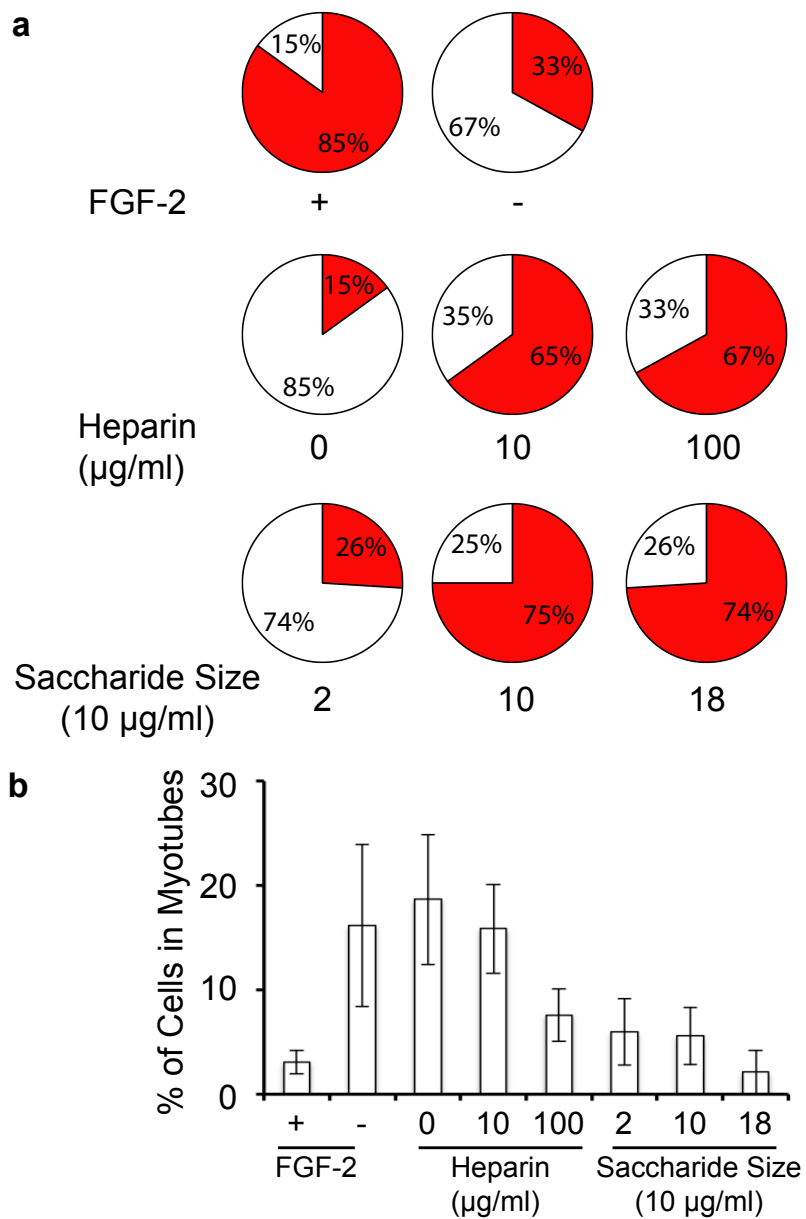 a
15%
85%
33%
67%
FGF-2 + -
15%
85%
35%
65%
33%
67%
Heparin
(µg/ml)
0 10 100
26%
74%
25%
75%
26%
74%
Saccharide Size
(10 µg/ml)
2 10 18
b
% of Cells in Myotubes
30
20
10
0
+ - 0 10 100 2 10 18
FGF-2 Heparin Saccharide Size
(µg/ml) (10 µg/ml)